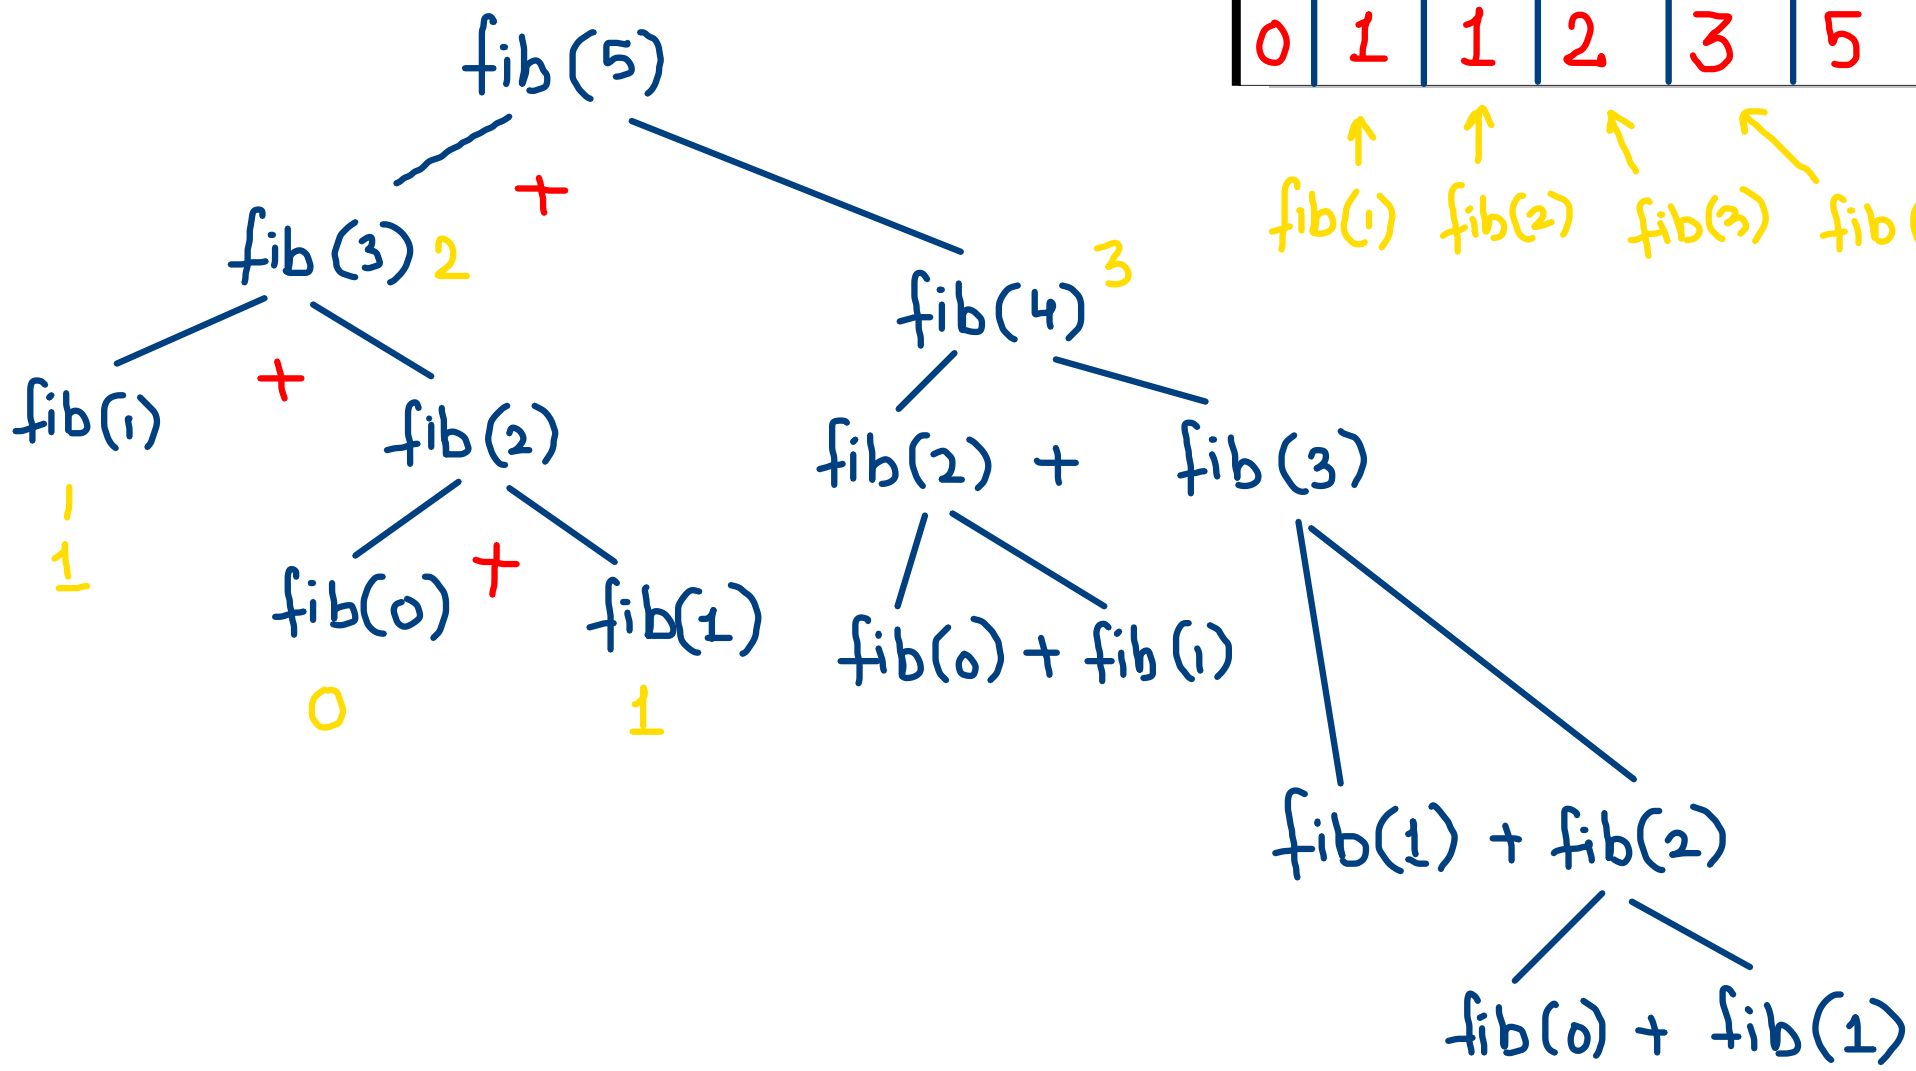 fib(5)
0 1 1 2 3 5
+
fib(1) fib(2) fib(3) fib(
fib(3) 2
fib(4) 3
+
fib(1) fib(2)
fib(2) + fib(3)
1
+
fib(0) fib(1)
fib(0) + fib(1)
0 1
fib(1) + fib(2)
fib(0) + fib(1)